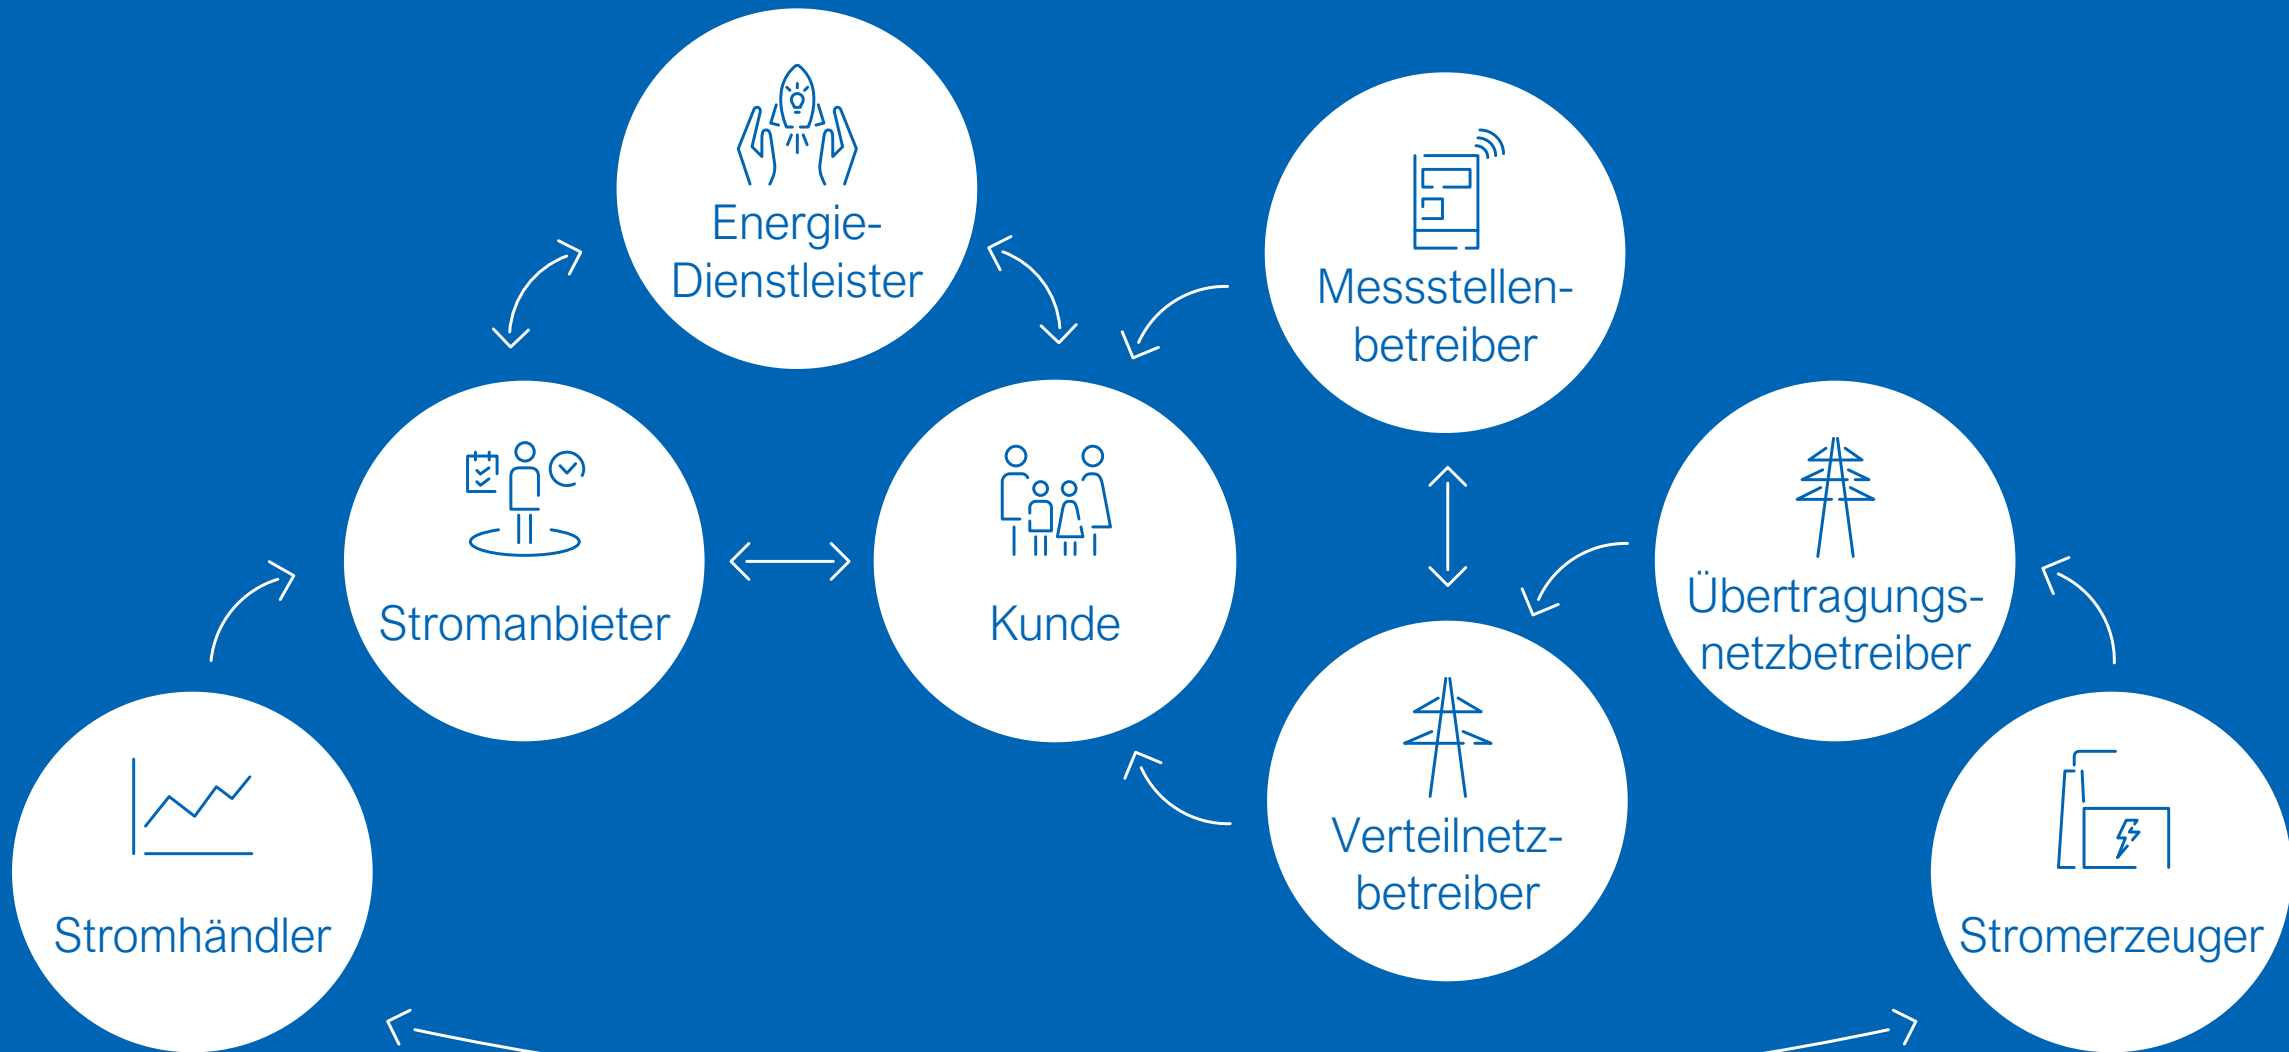 Energie-
Dienstleister
Messstellen-
betreiber
Stromanbieter
Kunde
Übertragungs-
netzbetreiber
Verteilnetz-
betreiber
Stromhändler
Stromerzeuger